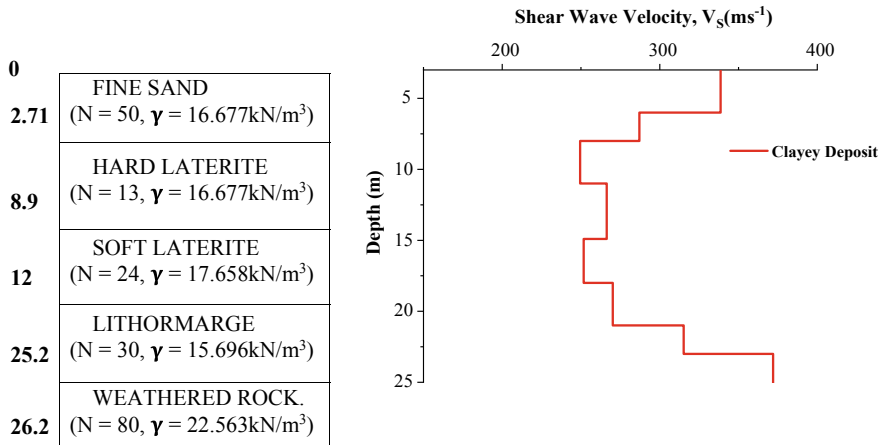 0
FINE SAND
2.71 (N = 50, γ = 16.677kN/m³)
HARD LATERITE
8.9 (N = 13, γ = 16.677kN/m³)
SOFT LATERITE
12 (N = 24, γ = 17.658kN/m³)
LITHORMARGE
25.2 (N = 30, γ = 15.696kN/m³)
WEATHERED ROCK.
26.2 (N = 80, γ = 22.563kN/m³)
Shear Wave Velocity, V_S(ms⁻¹)
200 300 400
5
10
15
20
25
Depth (m)
Clayey Deposit